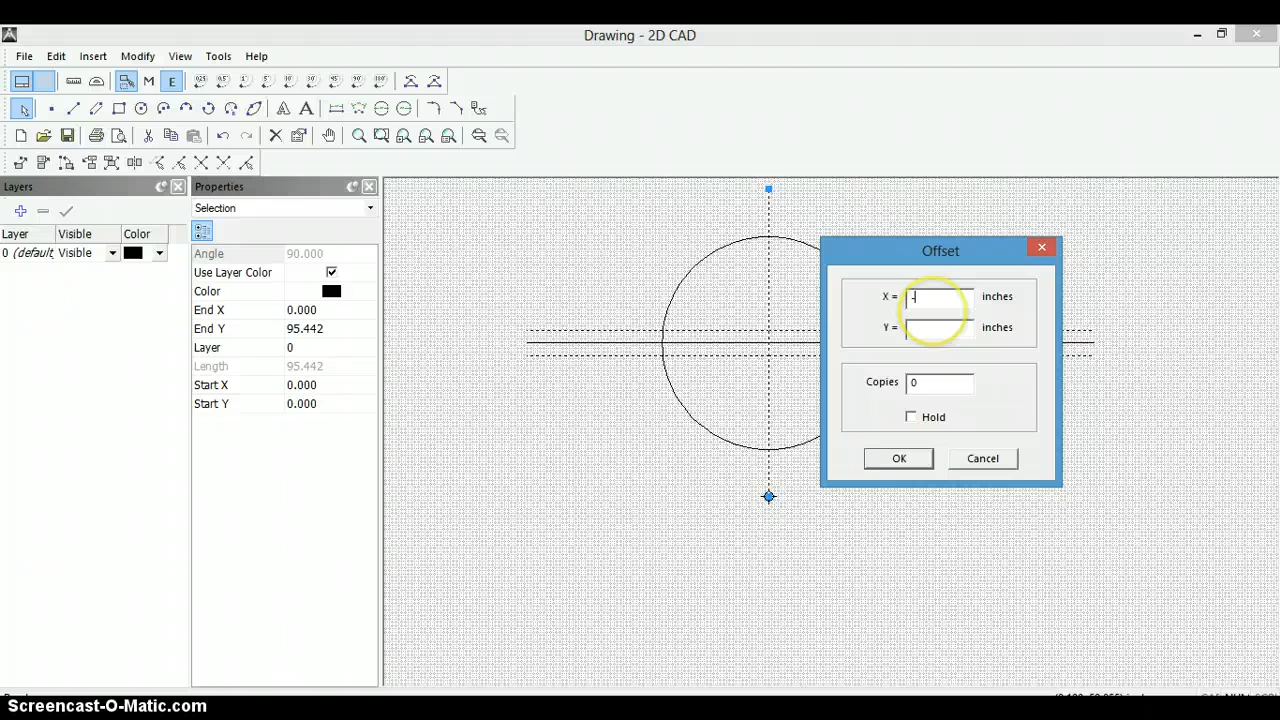 Drawing - 2D CAD
File Edit Insert Modify View Tools Help
M E
Layers
Properties
Selection
Layer Visible Color
0 (default Visible
Angle 90.000
Use Layer Color
Color
End X 0.000
End Y 95.442
Layer 0
Length 95.442
Start X 0.000
Start Y 0.000
Offset
X = - inches
Y = inches
Copies 0
Hold
OK Cancel
Screencast-O-Matic.com